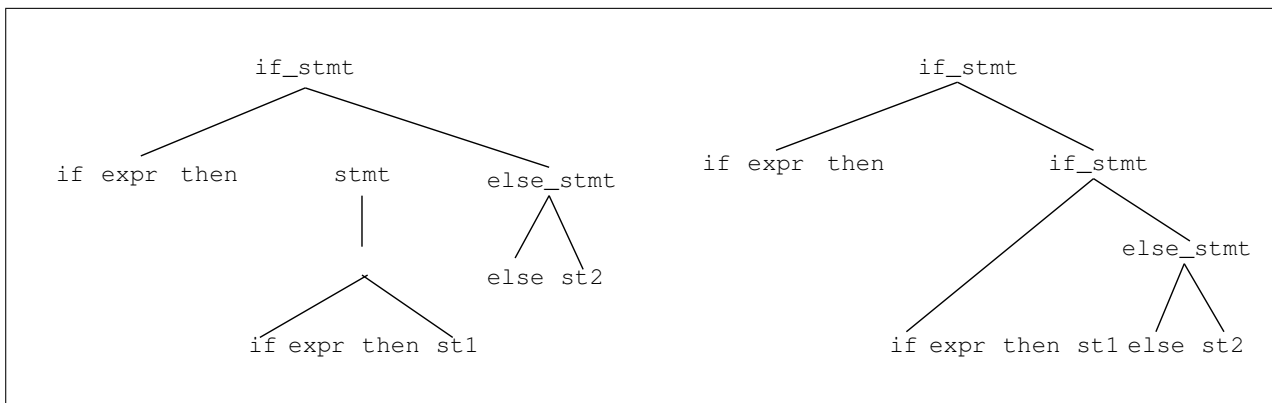 if_stmt
if expr then stmt else_stmt
else st2
if expr then st1
if_stmt
if expr then if_stmt
else_stmt
if expr then st1 else st2